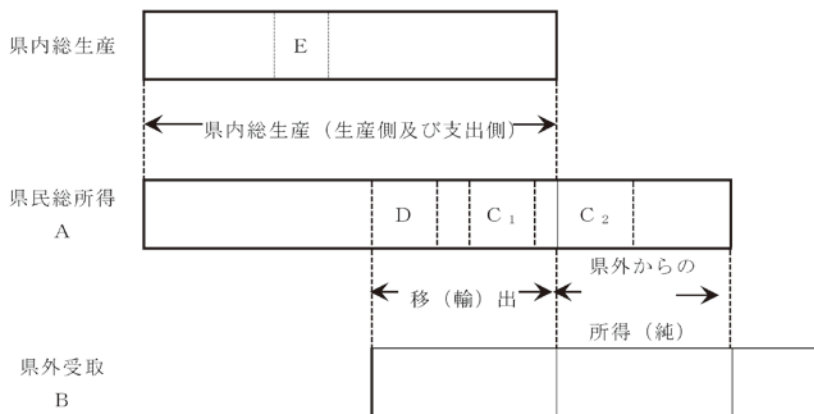 県内総生産
E
県内総生産（生産側及び支出側）
県民総所得
A
D
C₁
C₂
県外からの
移（輸）出
所得（純）
県外受取
B